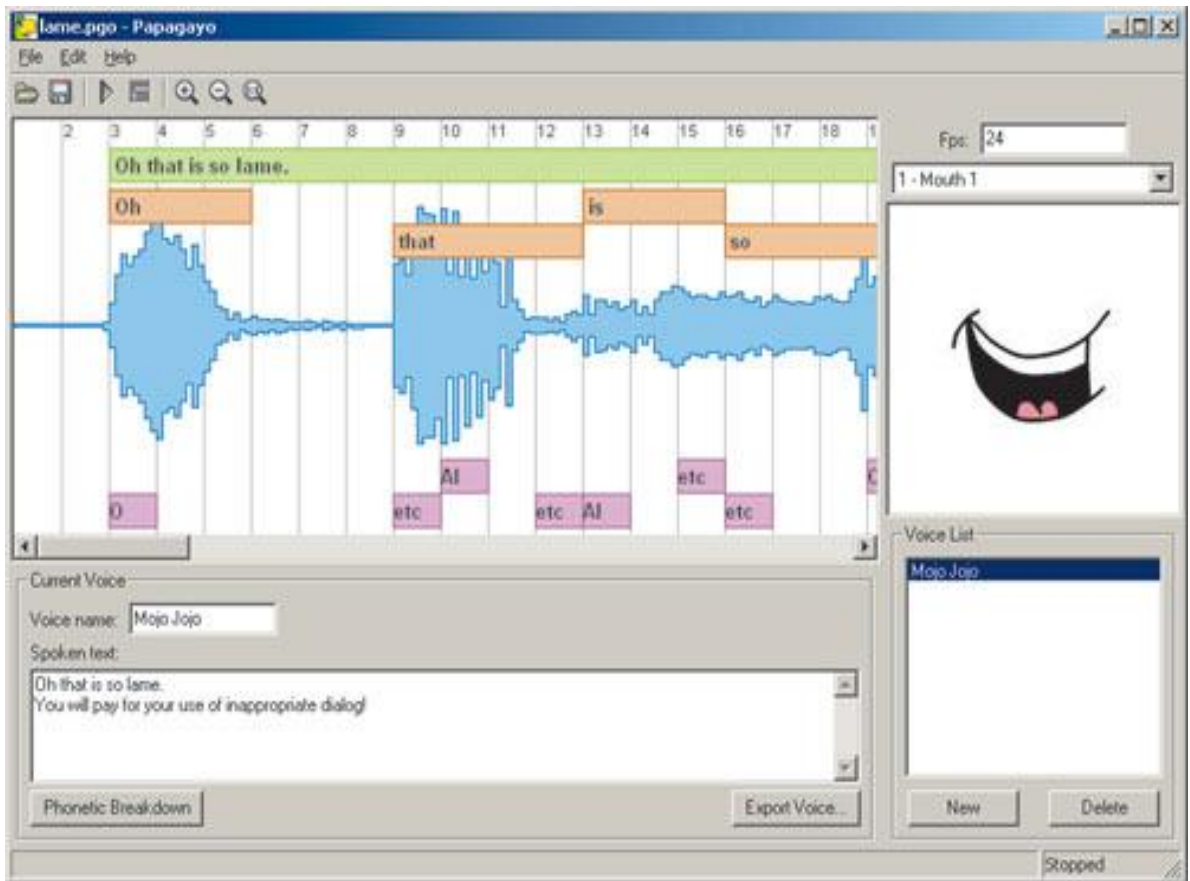 lame.pgo - Papagayo
File Edit Help
2 3 4 5 6 7 8 9 10 11 12 13 14 15 16 17 18
Fps: 24
1 - Mouth 1
Oh that is so lame.
Oh is
that so
AI etc
O etc etc AI etc
Voice List
Mojo Jojo
Current Voice
Voice name: Mojo Jojo
Spoken text:
Oh that is so lame.
You will pay for your use of inappropriate dialog!
Phonetic Breakdown Export Voice... New Delete
Stopped